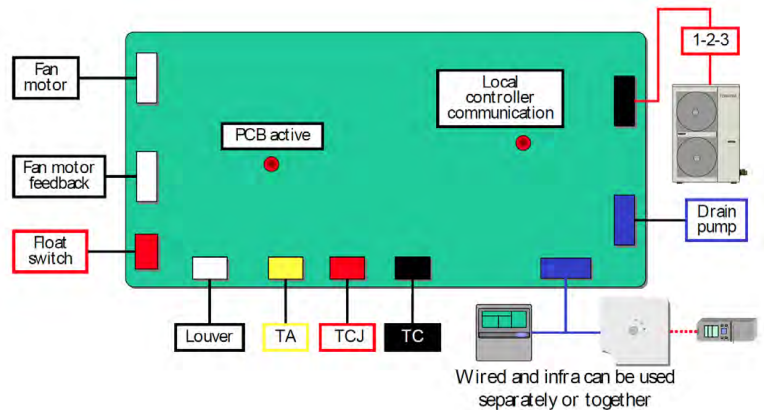 1-2-3
Fan
motor
Local
controller
communication
PCB active
Fan motor
feedback
Drain
pump
Float
switch
Louver
TA
TCJ
TC
Wired and infra can be used
separately or together